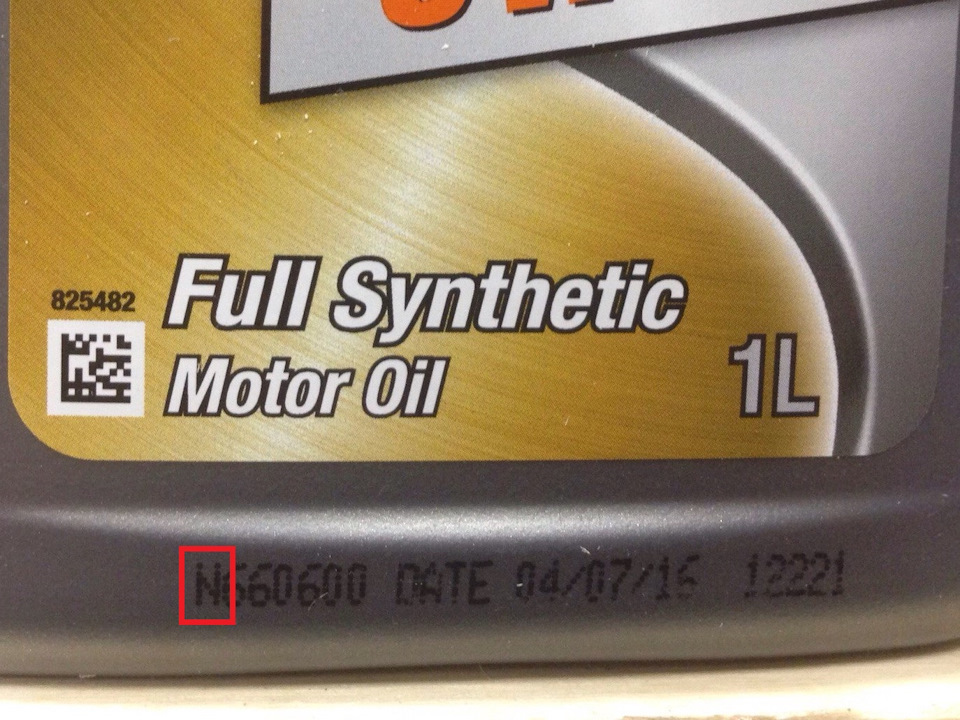 825482
Full Synthetic
Motor Oil
1L
N660600 DATE 04/07/16 12221